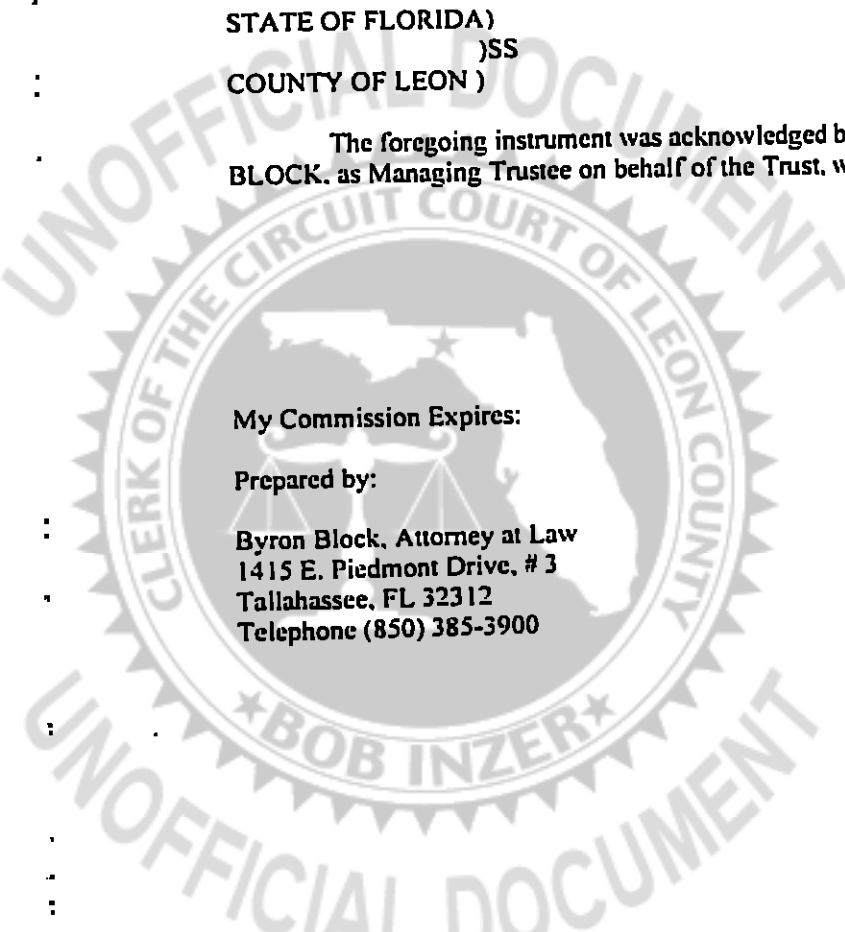 STATE OF FLORIDA)
)SS
COUNTY OF LEON )
The foregoing instrument was acknowledged b
BLOCK, as Managing Trustee on behalf of the Trust, w
My Commission Expires:
Prepared by:
Byron Block, Attorney at Law
1415 E. Piedmont Drive, # 3
Tallahassee, FL 32312
Telephone (850) 385-3900
UNOFFICIAL DOCUMENT
CLERK OF THE CIRCUIT COURT OF LEON COUNTY
BOB INZER
UNOFFICIAL DOCUMENT